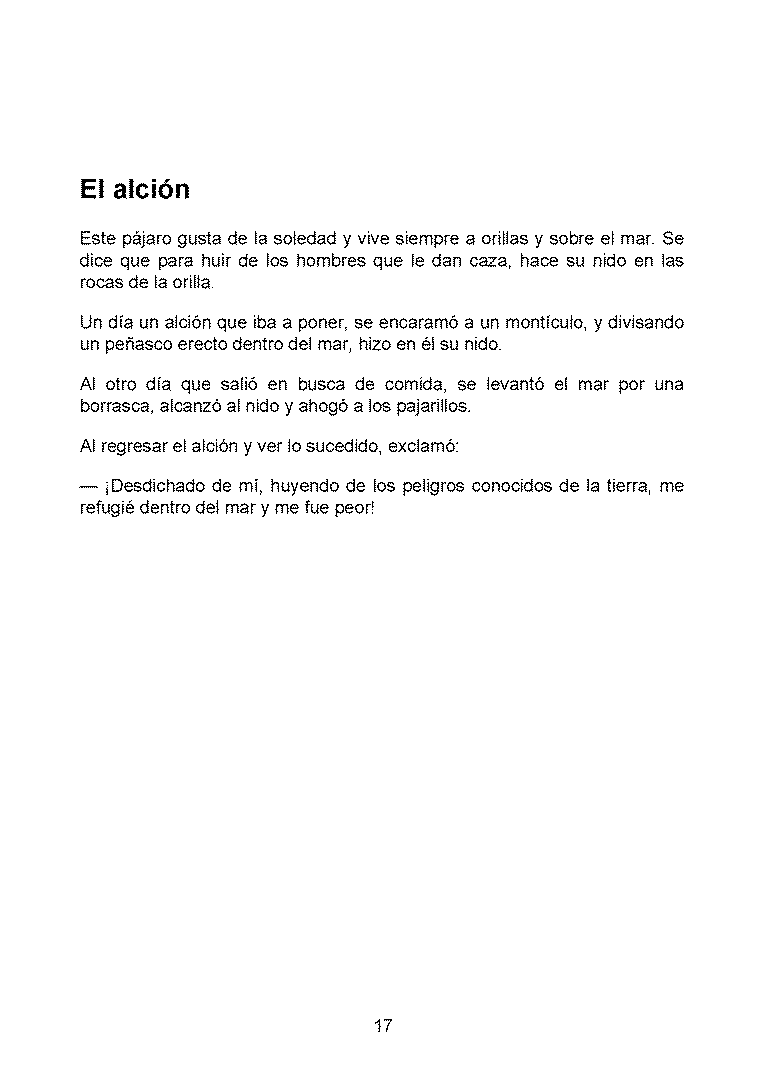 El alción
Este pájaro gusta de la soledad y vive siempre a orillas y sobre el mar. Se
dice que para huir de los hombres que le dan caza, hace su nido en las
rocas de la orilla.
Un día un alción que iba a poner, se encaramó a un montículo, y divisando
un peñasco erecto dentro del mar, hizo en él su nido.
Al otro día que salió en busca de comida, se levantó el mar por una
borrasca, alcanzó al nido y ahogó a los pajarillos.
Al regresar el alción y ver lo sucedido, exclamó:
— ¡Desdichado de mí, huyendo de los peligros conocidos de la tierra, me
refugié dentro del mar y me fue peor!
17